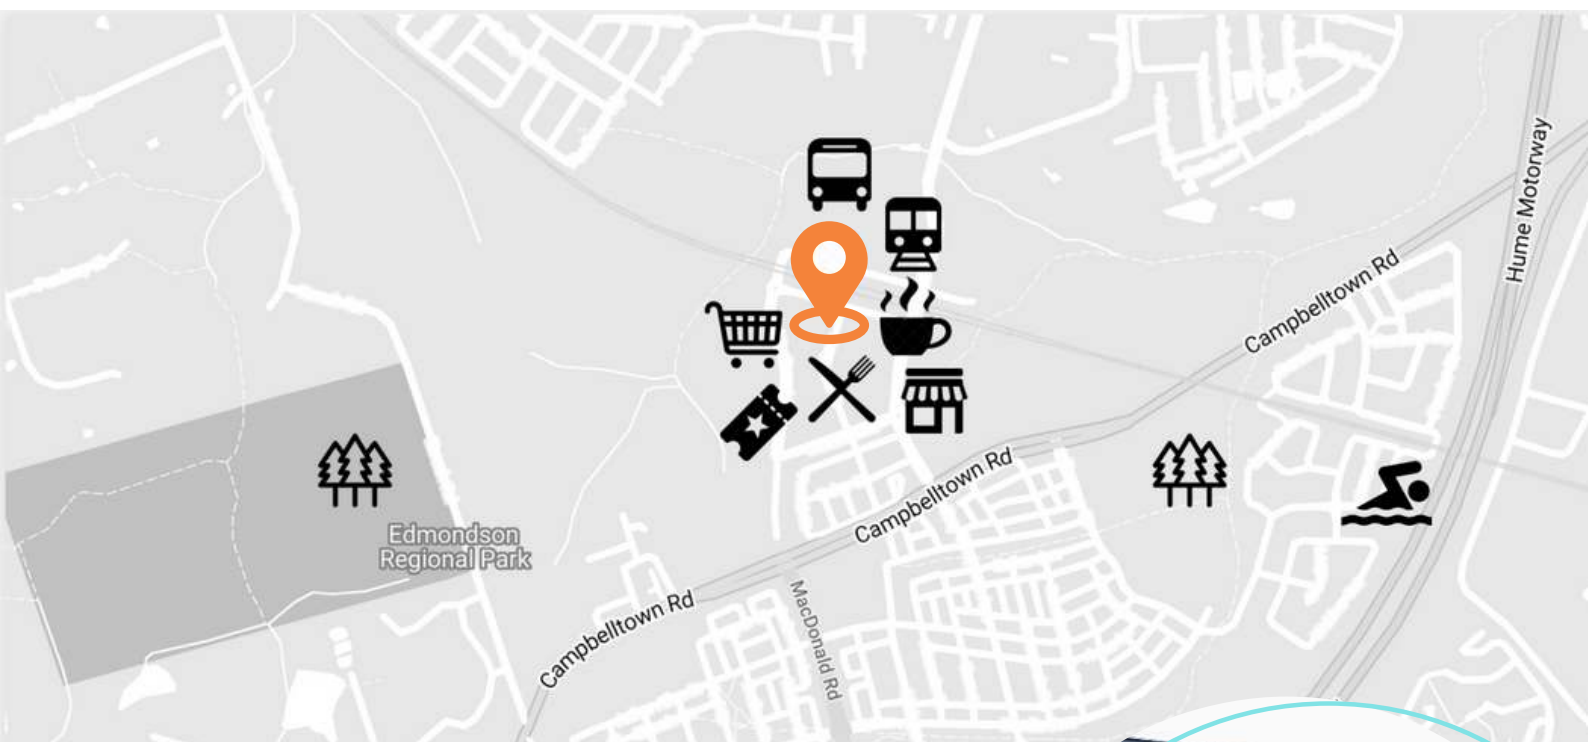 Hume Motorway
Campbelltown Rd
Campbelltown Rd
Edmondson
Regional Park
Campbelltown Rd
MacDonald Rd